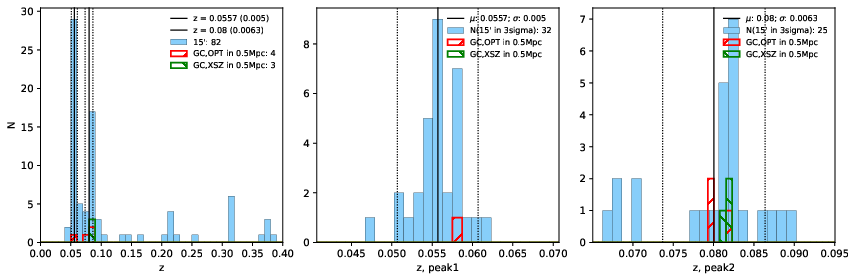 z = 0.0557 (0.005)
z = 0.08 (0.0063)
15': 82
GC,OPT in 0.5Mpc: 4
GC,XSZ in 0.5Mpc: 3
N
30
25
20
15
10
5
0
0.00 0.05 0.10 0.15 0.20 0.25 0.30 0.35 0.40
z
μ: 0.0557; σ: 0.005
N(15' in 3sigma): 32
GC,OPT in 0.5Mpc
GC,XSZ in 0.5Mpc
8
6
4
2
0
0.045 0.050 0.055 0.060 0.065 0.070
z, peak1
μ: 0.08; σ: 0.0063
N(15' in 3sigma): 25
GC,OPT in 0.5Mpc
GC,XSZ in 0.5Mpc
7
6
5
4
3
2
1
0
0.070 0.075 0.080 0.085 0.090 0.095
z, peak2